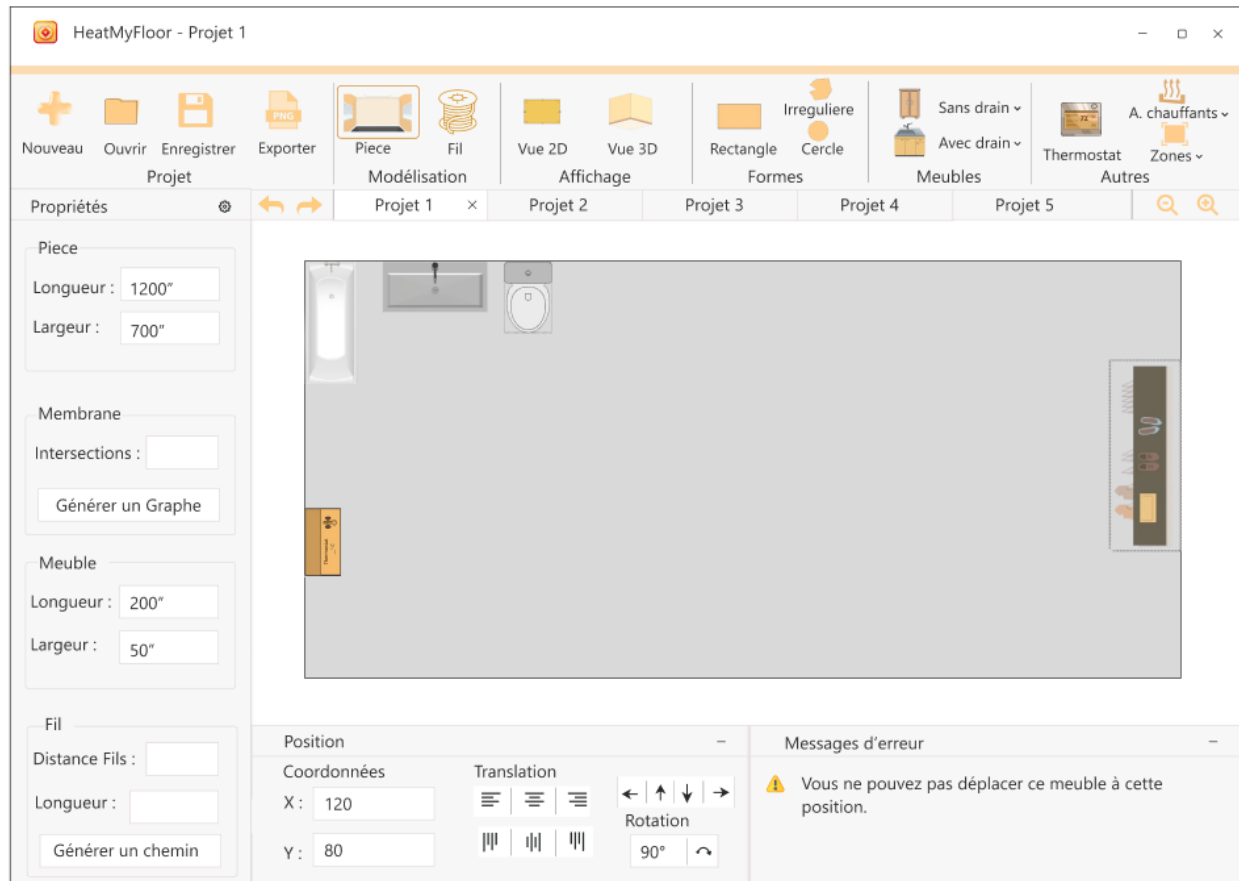 HeatMyFloor - Projet 1
Nouveau
Ouvrir
Enregistrer
PNG
Exporter
Projet
Piece
Fil
Modélisation
Vue 2D
Vue 3D
Affichage
Rectangle
Irreguliere
Cercle
Formes
Sans drain
Avec drain
Meubles
Thermostat
A. chauffants
Zones
Autres
Propriétés
Projet 1
Projet 2
Projet 3
Projet 4
Projet 5
Piece
Longueur : 1200"
Largeur : 700"
Membrane
Intersections :
Générer un Graphe
Meuble
Longueur : 200"
Largeur : 50"
Fil
Distance Fils :
Longueur :
Générer un chemin
Thermostat
Position
Coordonnées
X : 120
Y : 80
Translation
Rotation
90°
Messages d'erreur
Vous ne pouvez pas déplacer ce meuble à cette
position.